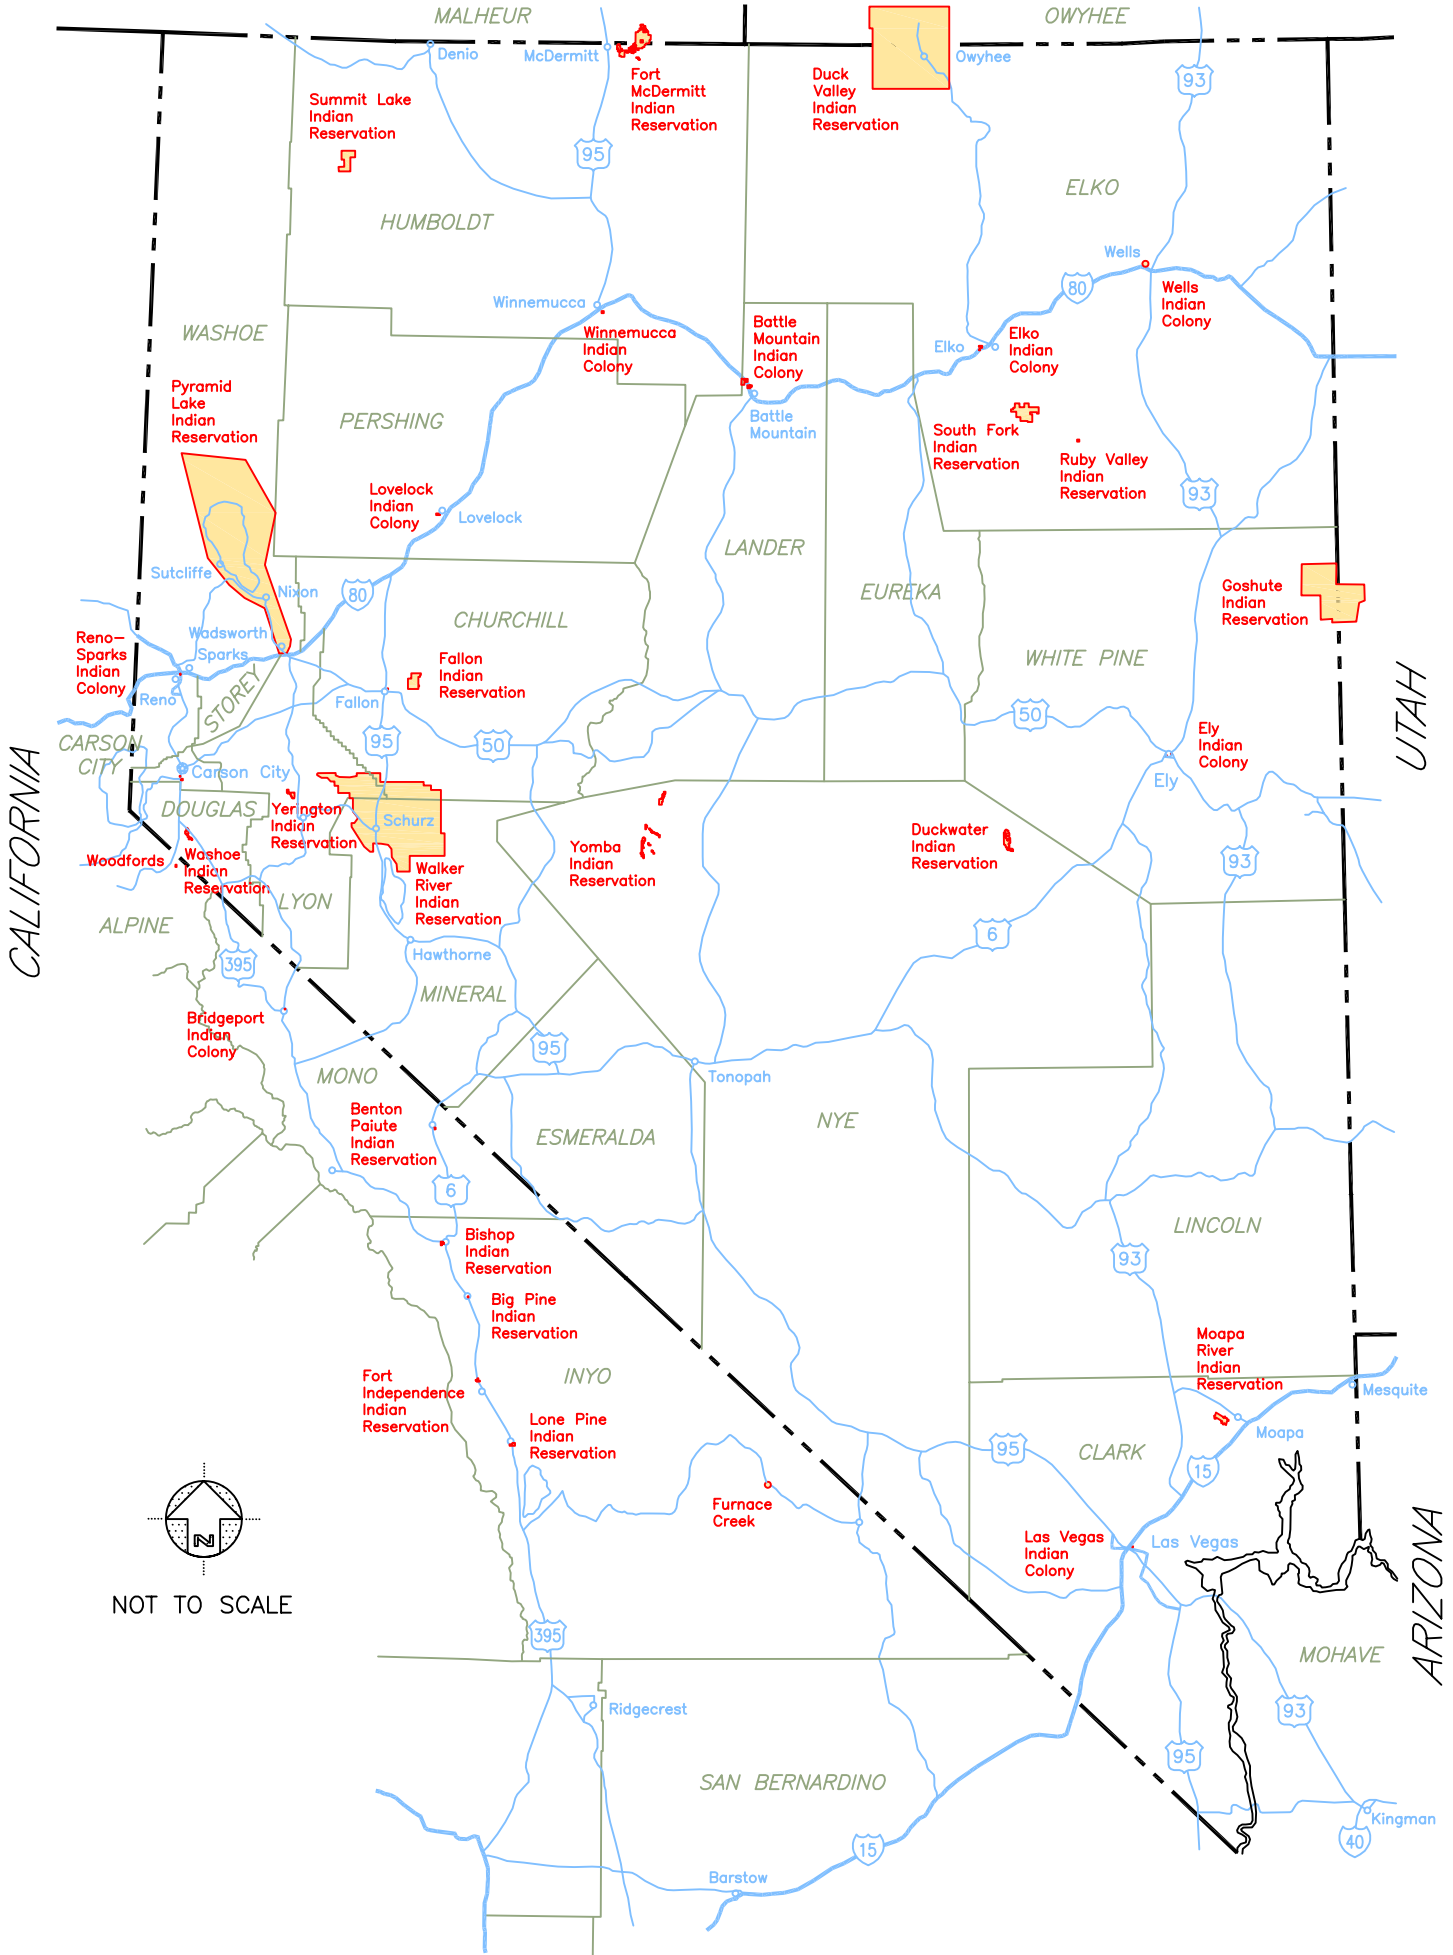 MALHEUR
OWYHEE
Denio
McDermitt
Owyhee
Fort
McDermitt
Indian
Reservation
Duck
Valley
Indian
Reservation
93
Summit Lake
Indian
Reservation
95
ELKO
HUMBOLDT
Wells
80
Wells
Indian
Colony
Winnemucca
WASHOE
Winnemucca
Indian
Colony
Battle
Mountain
Indian
Colony
Elko
Elko
Indian
Colony
Pyramid
Lake
Indian
Reservation
PERSHING
Battle
Mountain
South Fork
Indian
Reservation
Ruby Valley
Indian
Reservation
93
Lovelock
Indian
Colony
Lovelock
LANDER
Sutcliffe
Nixon
80
EUREKA
Goshute
Indian
Reservation
CHURCHILL
Wadsworth
Reno-
Sparks
Indian
Colony
Sparks
Reno
STOREY
Fallon
Indian
Reservation
Fallon
WHITE PINE
UTAH
50
95
50
Ely
Indian
Colony
Ely
CARSON
CITY
Carson City
CALIFORNIA
DOUGLAS
Yerington
Indian
Reservation
Schurz
Woodfords
Washoe
Indian
Reservation
Walker
River
Indian
Reservation
Yomba
Indian
Reservation
Duckwater
Indian
Reservation
93
LYON
ALPINE
6
395
Hawthorne
MINERAL
Bridgeport
Indian
Colony
95
MONO
Tonopah
Benton
Paiute
Indian
Reservation
ESMERALDA
NYE
6
LINCOLN
Bishop
Indian
Reservation
93
Big Pine
Indian
Reservation
Moapa
River
Indian
Reservation
Fort
Independence
Indian
Reservation
INYO
Mesquite
Lone Pine
Indian
Reservation
Moapa
95
CLARK
15
Furnace
Creek
Las Vegas
Indian
Colony
Las Vegas
N
NOT TO SCALE
ARIZONA
395
MOHAVE
Ridgecrest
93
95
SAN BERNARDINO
Kingman
15
40
Barstow